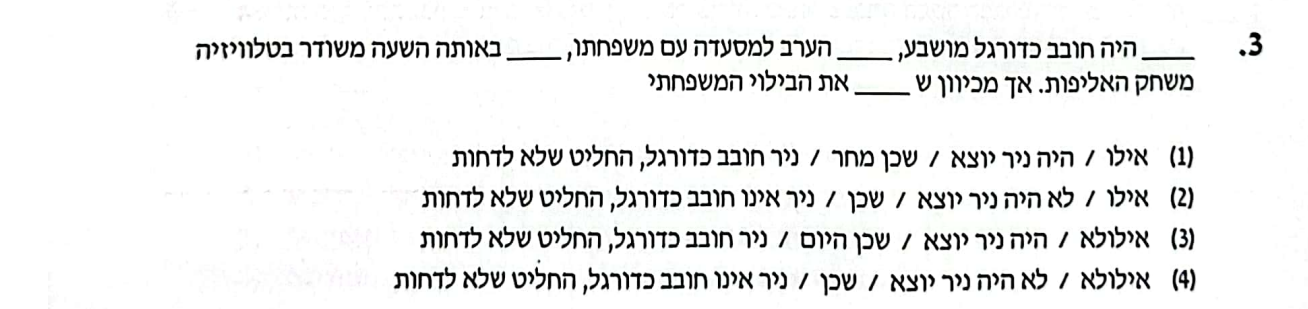 3. ____ היה חובב כדורגל מושבע, ____ הערב למסעדה עם משפחתו, ____ באותה השעה משודר בטלוויזיה
משחק האליפות. אך מכיוון ש ____ את הבילוי המשפחתי
(1) אילו / היה ניר יוצא / שכן מחר / ניר חובב כדורגל, החליט שלא לדחות
(2) אילו / לא היה ניר יוצא / שכן / ניר אינו חובב כדורגל, החליט שלא לדחות
(3) אילולא / היה ניר יוצא / שכן היום / ניר חובב כדורגל, החליט שלא לדחות
(4) אילולא / לא היה ניר יוצא / שכן / ניר אינו חובב כדורגל, החליט שלא לדחות